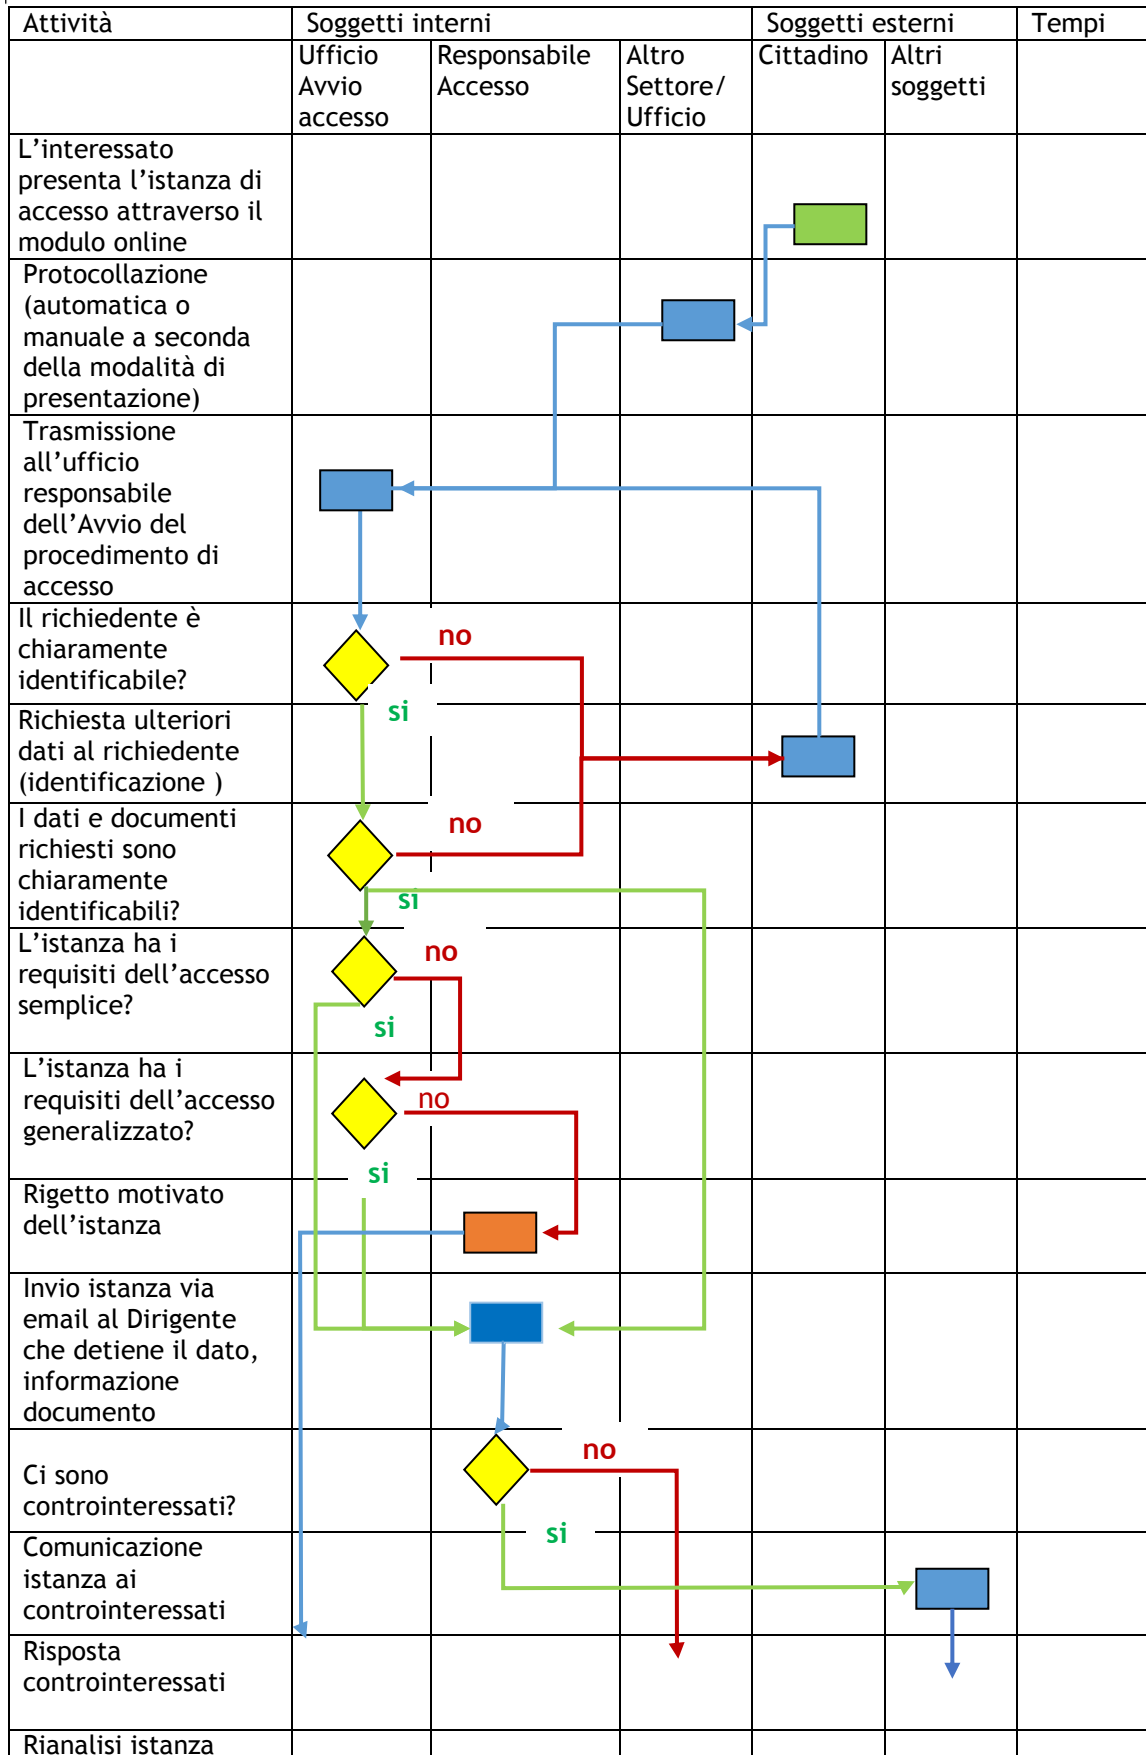 Attività
Soggetti interni
Soggetti esterni
Tempi
Ufficio
Avvio
accesso
Responsabile
Accesso
Altro
Settore/
Ufficio
Cittadino
Altri
soggetti
L’interessato
presenta l’istanza di
accesso attraverso il
modulo online
Protocollazione
(automatica o
manuale a seconda
della modalità di
presentazione)
Trasmissione
all’ufficio
responsabile
dell’Avvio del
procedimento di
accesso
Il richiedente è
chiaramente
identificabile?
no
si
Richiesta ulteriori
dati al richiedente
(identificazione )
I dati e documenti
richiesti sono
chiaramente
identificabili?
no
si
L’istanza ha i
requisiti dell’accesso
semplice?
no
si
L’istanza ha i
requisiti dell’accesso
generalizzato?
no
si
Rigetto motivato
dell’istanza
Invio istanza via
email al Dirigente
che detiene il dato,
informazione
documento
Ci sono
controinteressati?
no
si
Comunicazione
istanza ai
controinteressati
Risposta
controinteressati
Rianalisi istanza